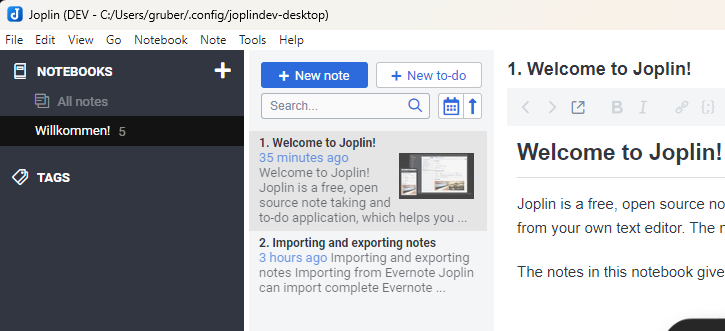 Joplin (DEV - C:/Users/gruber/.config/joplindev-desktop)
File Edit View Go Notebook Note Tools Help
NOTEBOOKS
All notes
Willkommen! 5
TAGS
+ New note
+ New to-do
Search...
1. Welcome to Joplin!
35 minutes ago
Welcome to Joplin!
Joplin is a free, open
source note taking and
to-do application, which helps you ...
2. Importing and exporting notes
3 hours ago Importing and exporting
notes Importing from Evernote Joplin
can import complete Evernote ...
1. Welcome to Joplin!
B I {;}
Welcome to Joplin!
Joplin is a free, open source no
from your own text editor. The n
The notes in this notebook give